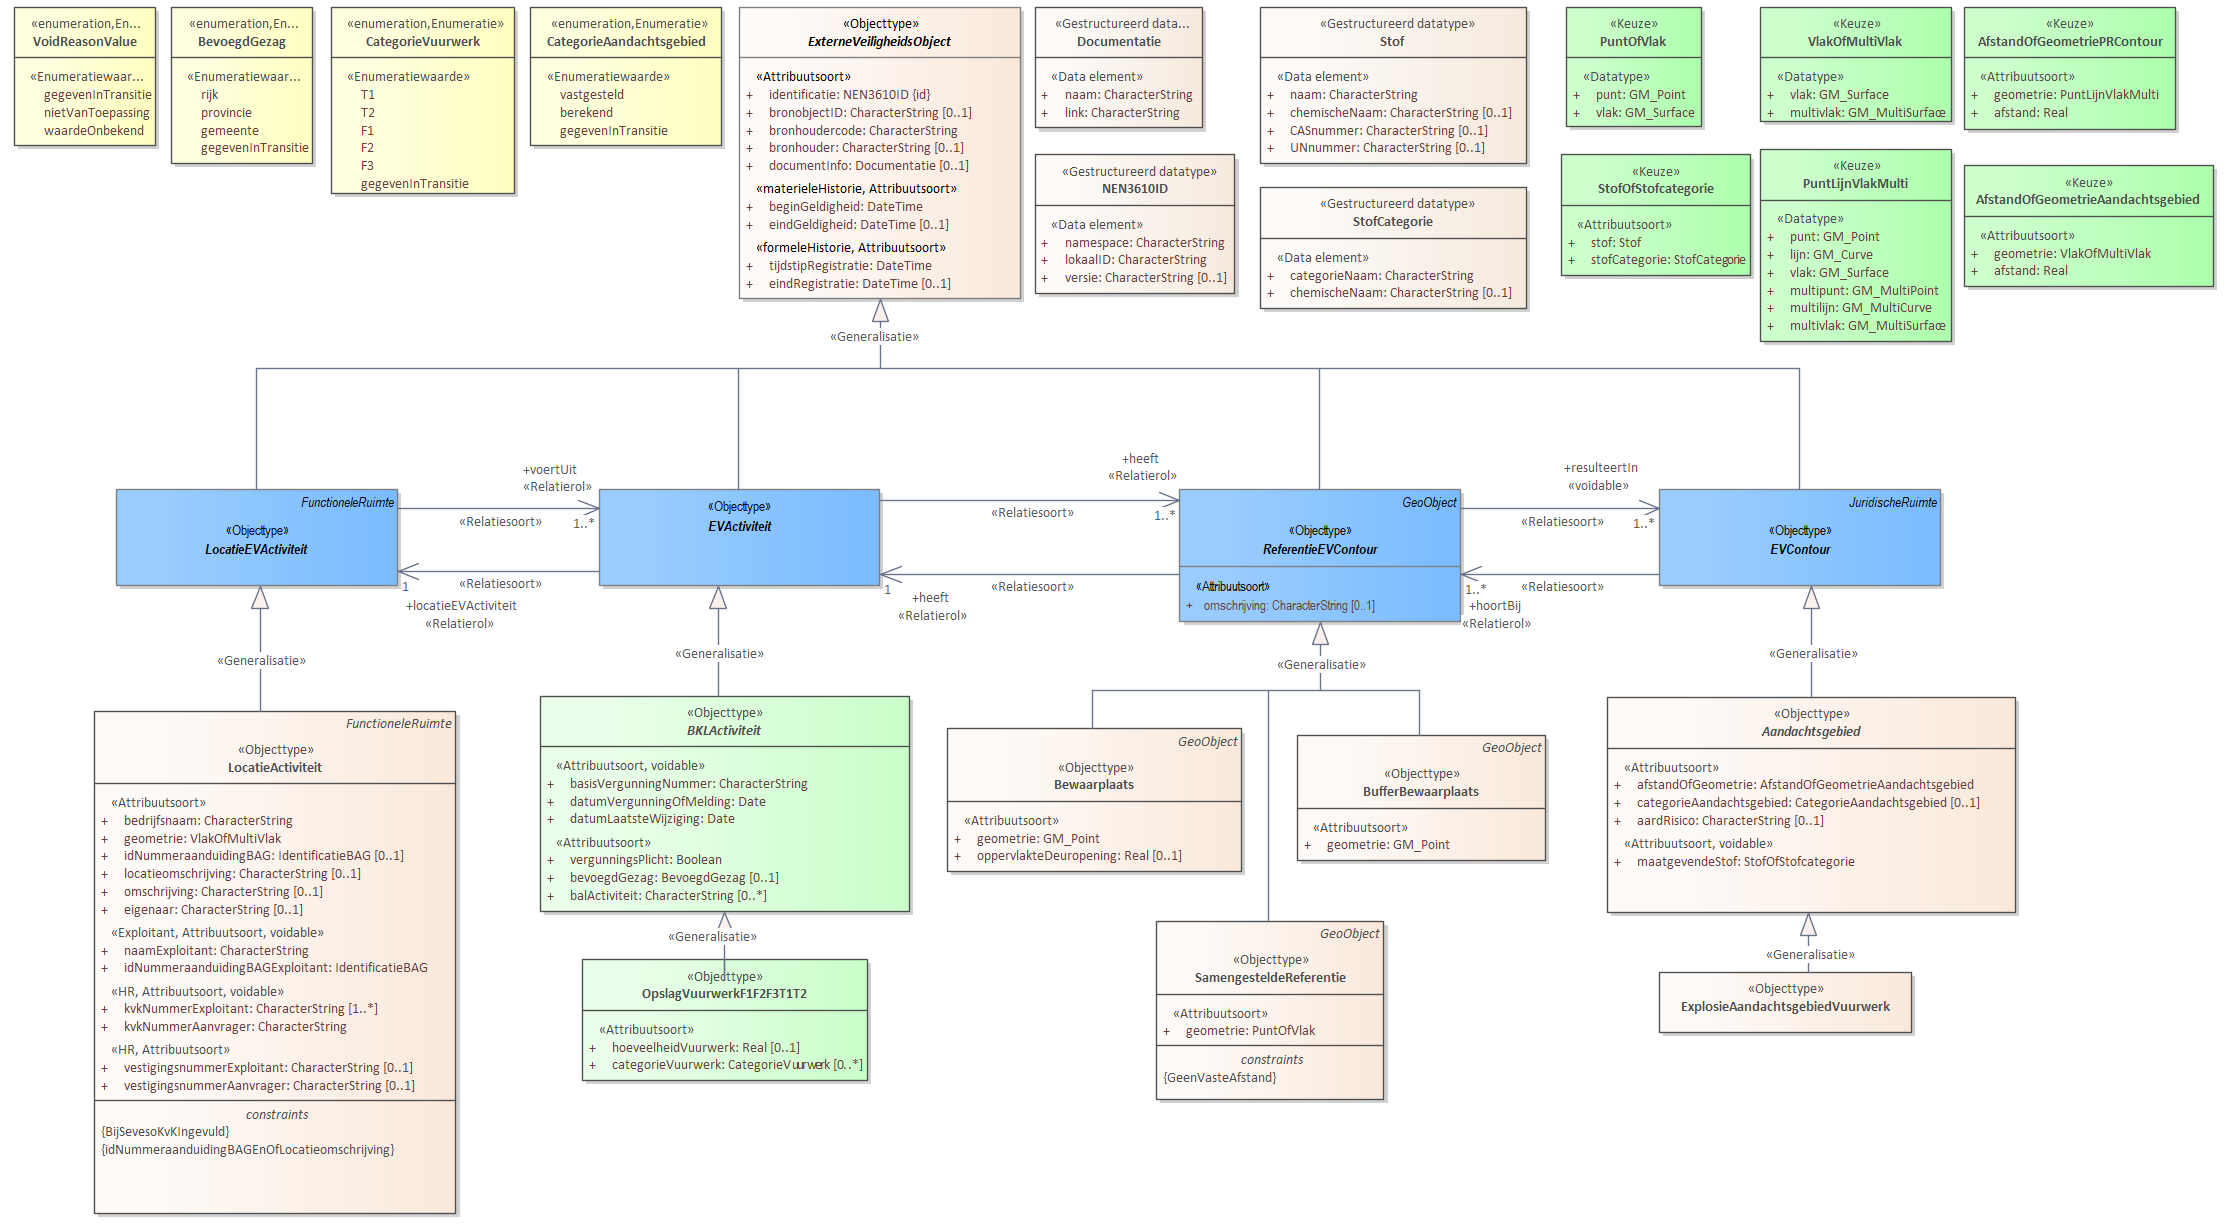 «enumeration,En...
VoidReasonValue
«Enumeratiewaar...
gegevenInTransitie
nietVanToepassing
waardeOnbekend
«enumeration,En...
BevoegdGezag
«Enumeratiewaar...
rijk
provincie
gemeente
gegevenInTransitie
«enumeration,Enumeratie»
CategorieVuurwerk
«Enumeratiewaarde»
T1
T2
F1
F2
F3
gegevenInTransitie
«enumeration,Enumeratie»
CategorieAandachtsgebied
«Enumeratiewaarde»
vastgesteld
berekend
gegevenInTransitie
«Objecttype»
ExterneVeiligheidsObject
«Attribuutsoort»
+ identificatie: NEN3610ID {id}
+ bronobjectID: CharacterString [0..1]
+ bronhoudercode: CharacterString
+ bronhouder: CharacterString [0..1]
+ documentInfo: Documentatie [0..1]
«materieleHistorie, Attribuutsoort»
+ beginGeldigheid: DateTime
+ eindGeldigheid: DateTime [0..1]
«formeleHistorie, Attribuutsoort»
+ tijdstipRegistratie: DateTime
+ eindRegistratie: DateTime [0..1]
«Gestructureerd data...
Documentatie
«Data element»
+ naam: CharacterString
+ link: CharacterString
«Gestructureerd datatype»
NEN3610ID
«Data element»
+ namespace: CharacterString
+ lokaalID: CharacterString
+ versie: CharacterString [0..1]
«Gestructureerd datatype»
Stof
«Data element»
+ naam: CharacterString
+ chemischeNaam: CharacterString [0..1]
+ CASnummer: CharacterString [0..1]
+ UNnummer: CharacterString [0..1]
«Gestructureerd datatype»
StofCategorie
«Data element»
+ categorieNaam: CharacterString
+ chemischeNaam: CharacterString [0..1]
«Keuze»
PuntOfVlak
«Datatype»
+ punt: GM_Point
+ vlak: GM_Surface
«Keuze»
StofOfStofcategorie
«Attribuutsoort»
+ stof: Stof
+ stofCategorie: StofCategorie
«Keuze»
VlakOfMultiVlak
«Datatype»
+ vlak: GM_Surface
+ multivlak: GM_MultiSurface
«Keuze»
PuntLijnVlakMulti
«Datatype»
+ punt: GM_Point
+ lijn: GM_Curve
+ vlak: GM_Surface
+ multipunt: GM_MultiPoint
+ multilijn: GM_MultiCurve
+ multivlak: GM_MultiSurface
«Keuze»
AfstandOfGeometriePRContour
«Attribuutsoort»
+ geometrie: PuntLijnVlakMulti
+ afstand: Real
«Keuze»
AfstandOfGeometrieAandachtsgebied
«Attribuutsoort»
+ geometrie: VlakOfMultiVlak
+ afstand: Real
«Generalisatie»
FunctioneleRuimte
«Objecttype»
LocatieEVActiviteit
+voertUit
«Relatierol»
«Relatiesoort»
1..*
«Relatiesoort»
1
+locatieEVActiviteit
«Relatierol»
«Objecttype»
EVActiviteit
+heeft
«Relatierol»
«Relatiesoort»
1..*
«Relatiesoort»
1
+heeft
«Relatierol»
GeoObject
«Objecttype»
ReferentieEVContour
«Attribuutsoort»
+ omschrijving: CharacterString [0..1]
+resulteertIn
«voidable»
«Relatiesoort»
1..*
«Relatiesoort»
1..*
+hoortBij
«Relatierol»
JuridischeRuimte
«Objecttype»
EVContour
«Generalisatie»
«Generalisatie»
«Generalisatie»
«Generalisatie»
FunctioneleRuimte
«Objecttype»
LocatieActiviteit
«Attribuutsoort»
+ bedrijfsnaam: CharacterString
+ geometrie: VlakOfMultiVlak
+ idNummeraanduidingBAG: IdentificatieBAG [0..1]
+ locatieomschrijving: CharacterString [0..1]
+ omschrijving: CharacterString [0..1]
+ eigenaar: CharacterString [0..1]
«Exploitant, Attribuutsoort, voidable»
+ naamExploitant: CharacterString
+ idNummeraanduidingBAGExploitant: IdentificatieBAG
«HR, Attribuutsoort, voidable»
+ kvkNummerExploitant: CharacterString [1..*]
+ kvkNummerAanvrager: CharacterString
«HR, Attribuutsoort»
+ vestigingsnummerExploitant: CharacterString [0..1]
+ vestigingsnummerAanvrager: CharacterString [0..1]
constraints
{BijSevesoKvKIngevuld}
{idNummeraanduidingBAGEnOfLocatieomschrijving}
«Objecttype»
BKLActiviteit
«Attribuutsoort, voidable»
+ basisVergunningNummer: CharacterString
+ datumVergunningOfMelding: Date
+ datumLaatsteWijziging: Date
«Attribuutsoort»
+ vergunningsPlicht: Boolean
+ bevoegdGezag: BevoegdGezag [0..1]
+ balActiviteit: CharacterString [0..*]
«Generalisatie»
«Objecttype»
OpslagVuurwerkF1F2F3T1T2
«Attribuutsoort»
+ hoeveelheidVuurwerk: Real [0..1]
+ categorieVuurwerk: CategorieVuurwerk [0..*]
GeoObject
«Objecttype»
Bewaarplaats
«Attribuutsoort»
+ geometrie: GM_Point
+ oppervlakteDeuropening: Real [0..1]
GeoObject
«Objecttype»
BufferBewaarplaats
«Attribuutsoort»
+ geometrie: GM_Point
GeoObject
«Objecttype»
SamengesteldeReferentie
«Attribuutsoort»
+ geometrie: PuntOfVlak
constraints
{GeenVasteAfstand}
«Objecttype»
Aandachtsgebied
«Attribuutsoort»
+ afstandOfGeometrie: AfstandOfGeometrieAandachtsgebied
+ categorieAandachtsgebied: CategorieAandachtsgebied [0..1]
+ aardRisico: CharacterString [0..1]
«Attribuutsoort, voidable»
+ maatgevendeStof: StofOfStofcategorie
«Generalisatie»
«Objecttype»
ExplosieAandachtsgebiedVuurwerk